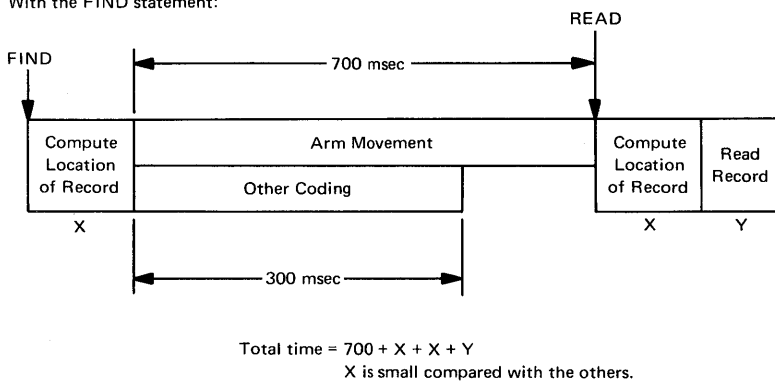 With the FIND statement:
READ
FIND
700 msec
Compute
Location
of Record
Arm Movement
Other Coding
Compute
Location
of Record
Read
Record
X
X
Y
300 msec
Total time = 700 + X + X + Y
X is small compared with the others.